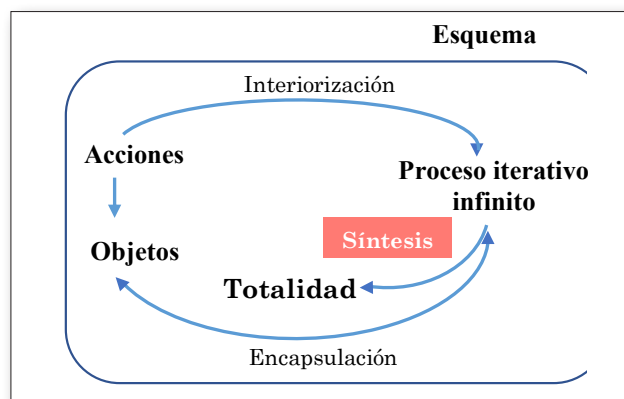 Esquema
Interiorización
Acciones
Proceso iterativo
infinito
Síntesis
Objetos
Totalidad
Encapsulación